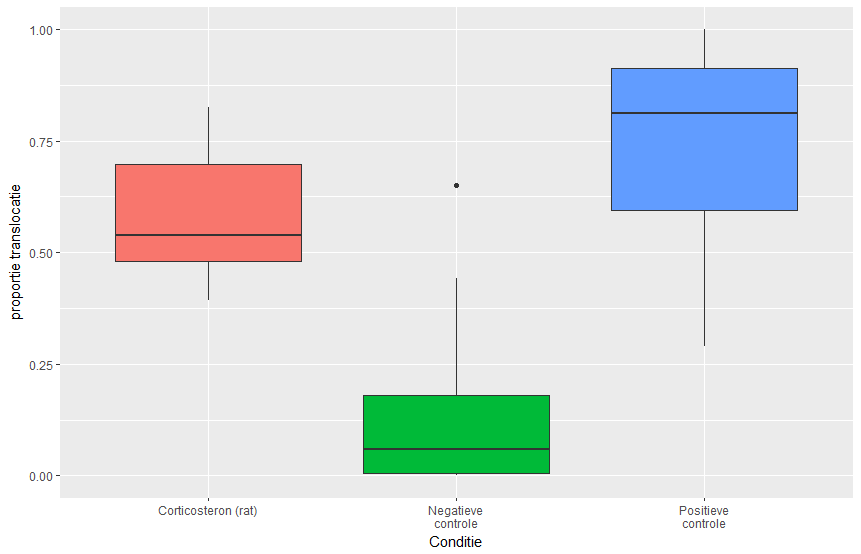 proportie translocatie
1.00
0.75
0.50
0.25
0.00
Corticosteron (rat)
Negatieve
controle
Positieve
controle
Conditie